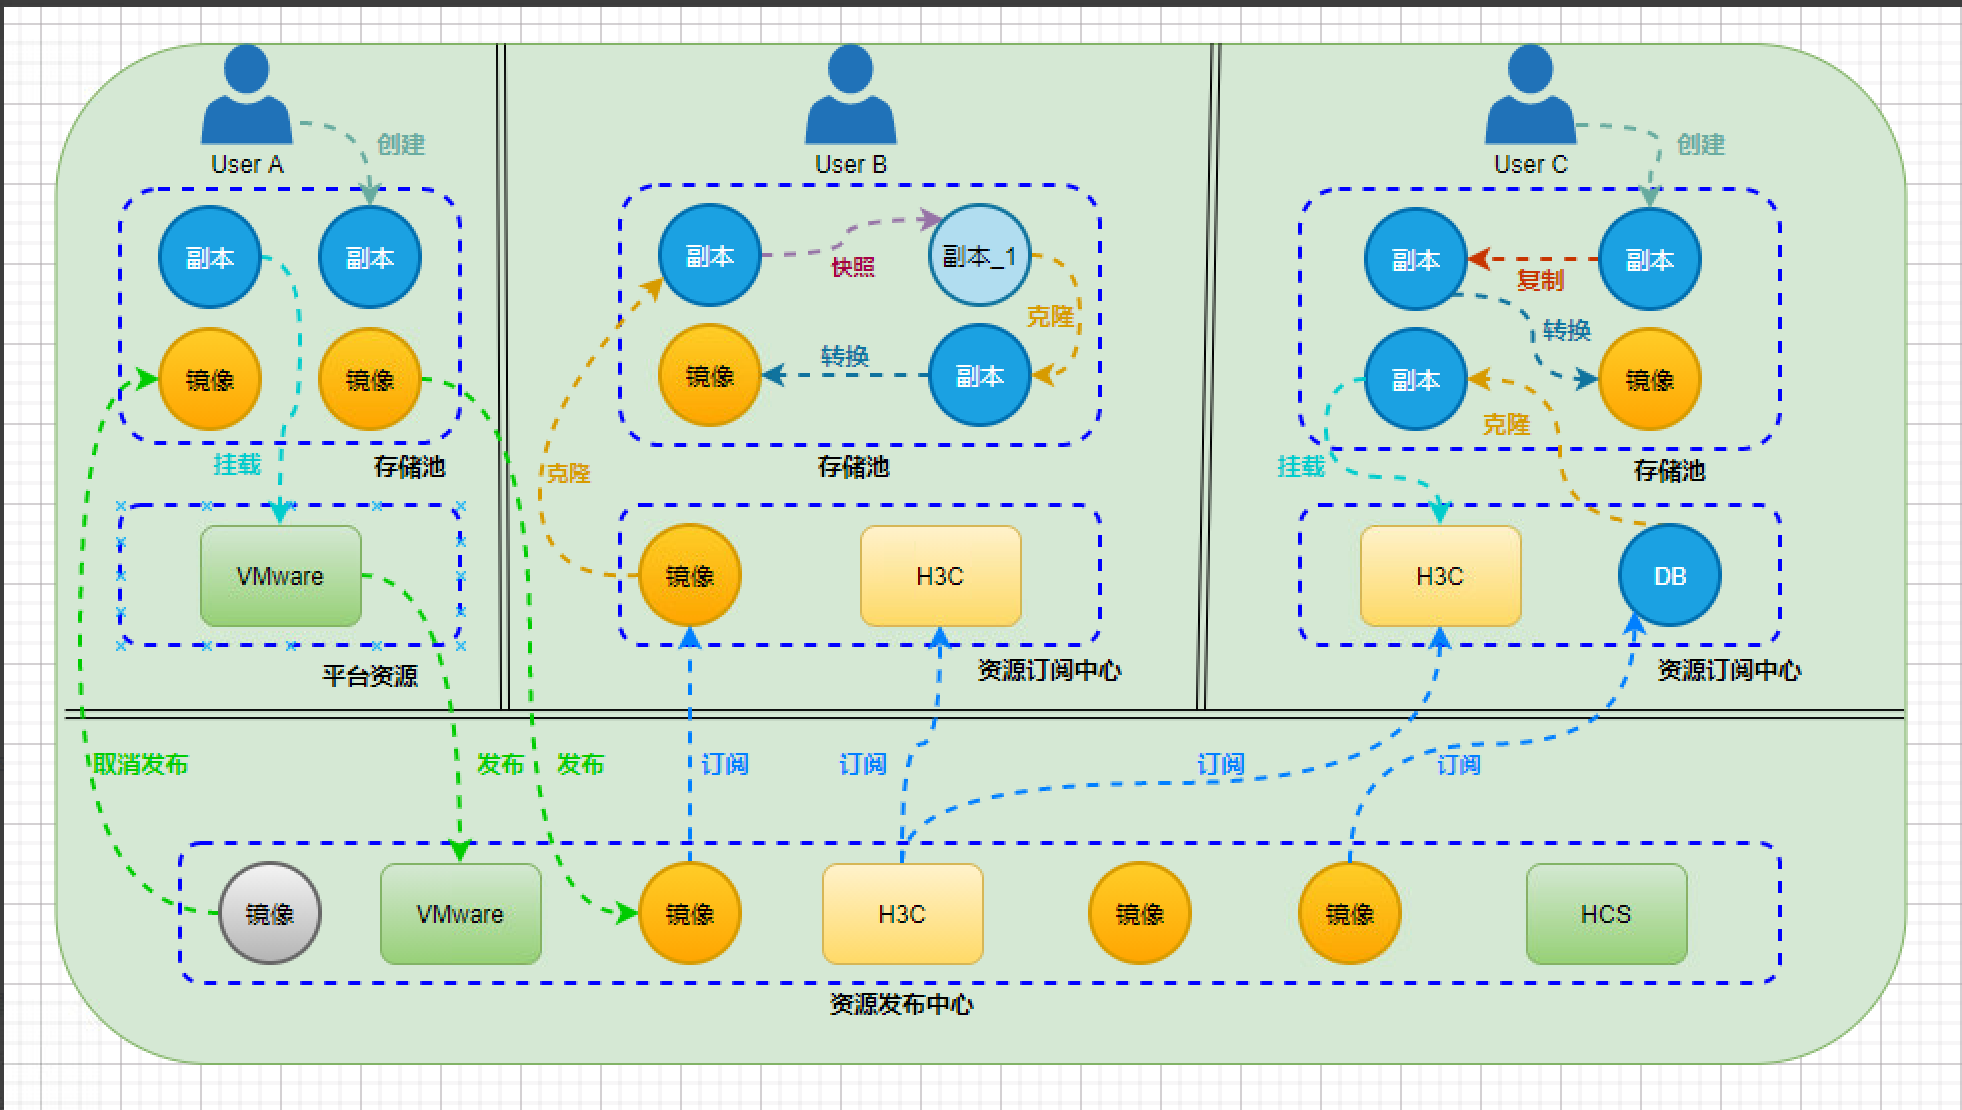 User A
创建
User B
User C
创建
副本
副本
副本
快照
副本_1
副本
复制
副本
镜像
镜像
镜像
转换
副本
克隆
副本
转换
镜像
克隆
挂载
存储池
克隆
存储池
挂载
存储池
VMware
镜像
H3C
H3C
DB
平台资源
资源订阅中心
资源订阅中心
取消发布
发布
发布
订阅
订阅
订阅
订阅
镜像
VMware
镜像
H3C
镜像
镜像
HCS
资源发布中心